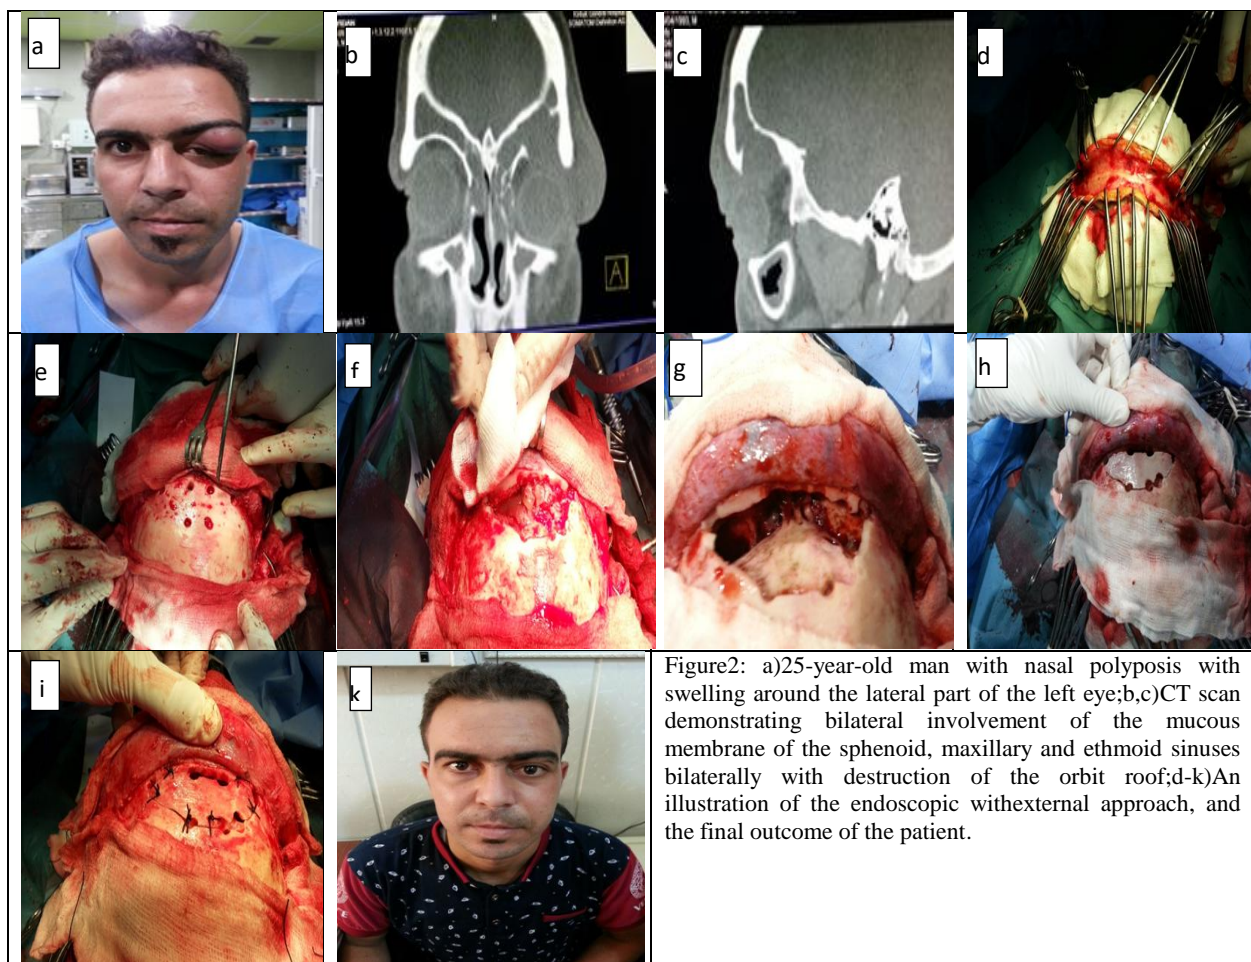 a
b
c
d
e
f
g
h
i
k
A
Figure2: a)25-year-old man with nasal polyposis with
swelling around the lateral part of the left eye;b,c)CT scan
demonstrating bilateral involvement of the mucous
membrane of the sphenoid, maxillary and ethmoid sinuses
bilaterally with destruction of the orbit roof;d-k)An
illustration of the endoscopic withexternal approach, and
the final outcome of the patient.